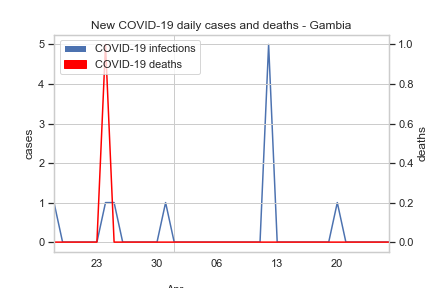 New COVID-19 daily cases and deaths - Gambia
COVID-19 infections
COVID-19 deaths
5
4
3
2
1
0
cases
1.0
0.8
0.6
0.4
0.2
0.0
deaths
23
30
06
13
20
Apr